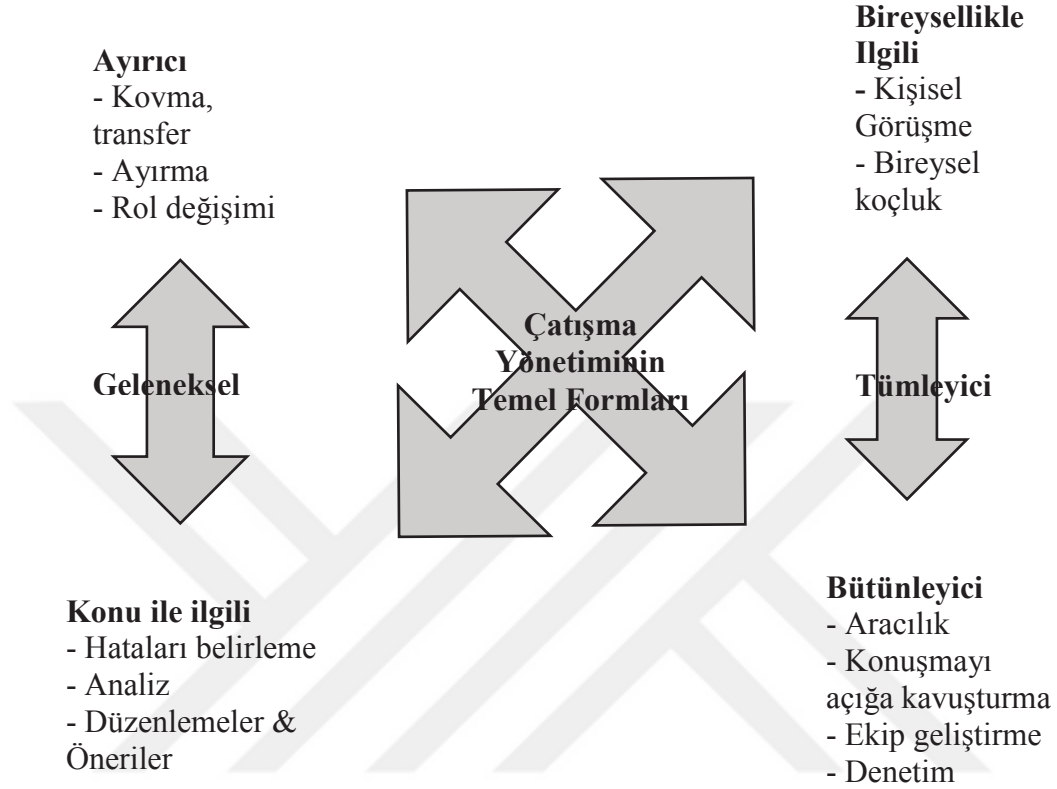 Ayırıcı
- Kovma,
transfer
- Ayırma
- Rol değişimi
Bireysellikle
Ilgili
- Kişisel
Görüşme
- Bireysel
koçluk
Geleneksel
Çatışma
Yönetiminin
Temel Formları
Tümleyici
Konu ile ilgili
- Hataları belirleme
- Analiz
- Düzenlemeler &
Öneriler
Bütünleyici
- Aracılık
- Konuşmayı
açığa kavuşturma
- Ekip geliştirme
- Denetim